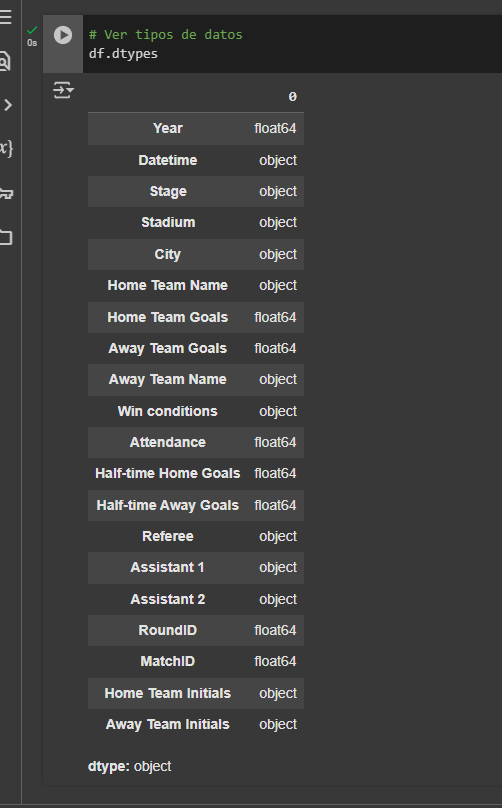 0s
# Ver tipos de datos
df.dtypes
0
Year float64
Datetime object
Stage object
Stadium object
City object
Home Team Name object
Home Team Goals float64
Away Team Goals float64
Away Team Name object
Win conditions object
Attendance float64
Half-time Home Goals float64
Half-time Away Goals float64
Referee object
Assistant 1 object
Assistant 2 object
RoundID float64
MatchID float64
Home Team Initials object
Away Team Initials object
dtype: object